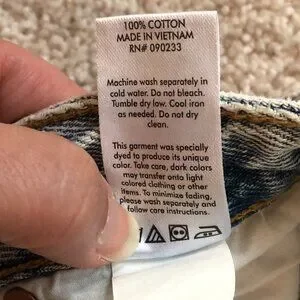 100% COTTON
MADE IN VIETNAM
RN# 090233
Machine wash separately in
cold water. Do not bleach.
Tumble dry low. Cool iron
as needed. Do not dry
clean.
This garment was specially
dyed to produce its unique
color. Take care, dark colors
may transfer onto light
colored clothing or other
items. To minimize fading,
please wash separately and
follow care instructions.